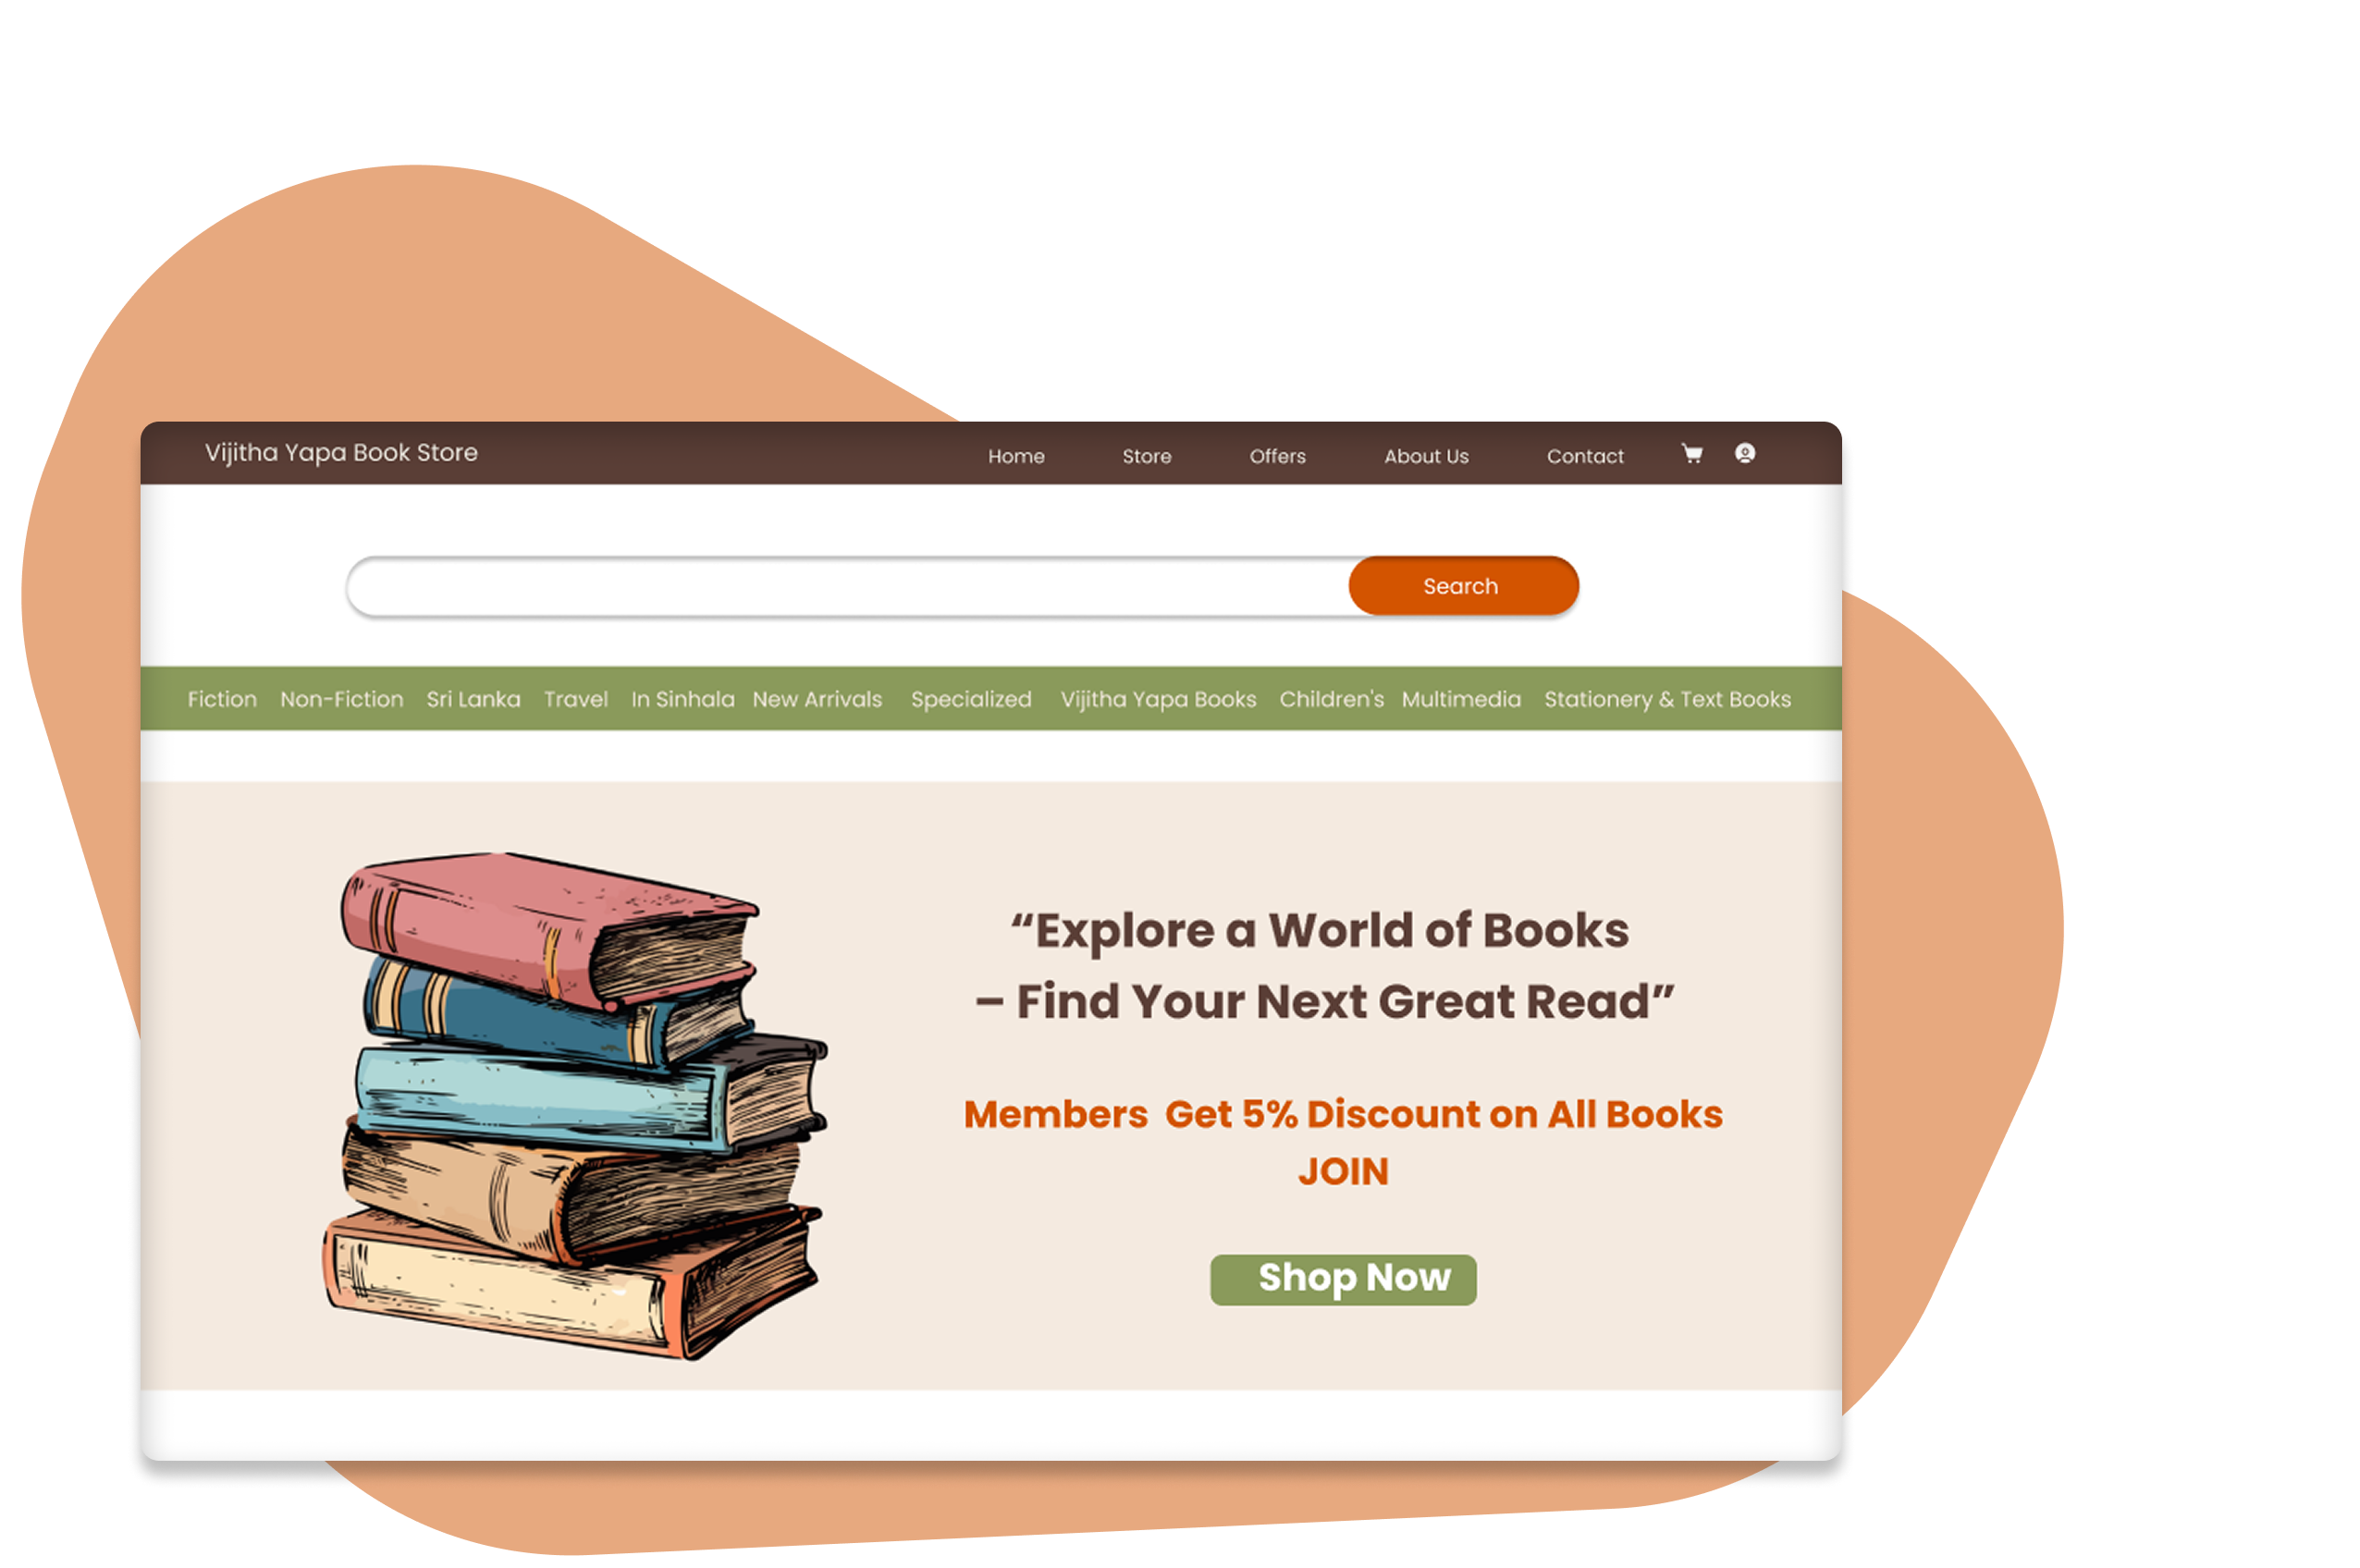 Vijitha Yapa Book Store Home Store Offers About Us Contact
Search
Fiction Non-Fiction Sri Lanka Travel In Sinhala New Arrivals Specialized Vijitha Yapa Books Children's Multimedia Stationery & Text Books
“Explore a World of Books
– Find Your Next Great Read”
Members Get 5% Discount on All Books
JOIN
Shop Now